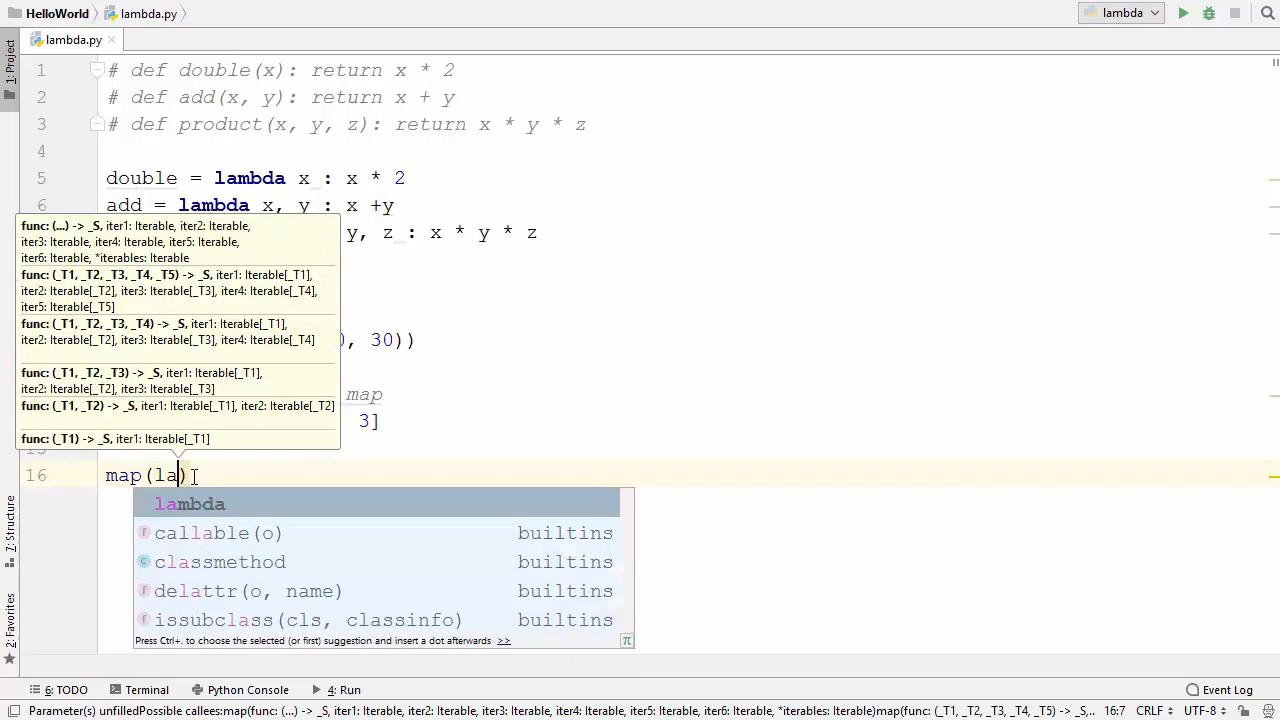 HelloWorld lambda.py lambda
lambda.py
1 # def double(x): return x * 2
2 # def add(x, y): return x + y
3 # def product(x, y, z): return x * y * z
4
5 double = lambda x : x * 2
6 add = lambda x, y : x +y
y, z : x * y * z
func: (...) -> _S, iter1: Iterable, iter2: Iterable,
iter3: Iterable, iter4: Iterable, iter5: Iterable,
iter6: Iterable, *iterables: Iterable
func: (_T1, _T2, _T3, _T4, _T5) -> _S, iter1: Iterable[_T1],
iter2: Iterable[_T2], iter3: Iterable[_T3], iter4: Iterable[_T4],
iter5: Iterable[_T5]
func: (_T1, _T2, _T3, _T4) -> _S, iter1: Iterable[_T1],
iter2: Iterable[_T2], iter3: Iterable[_T3], iter4: Iterable[_T4]
func: (_T1, _T2, _T3) -> _S, iter1: Iterable[_T1],
iter2: Iterable[_T2], iter3: Iterable[_T3]
func: (_T1, _T2) -> _S, iter1: Iterable[_T1], iter2: Iterable[_T2]
func: (_T1) -> _S, iter1: Iterable[_T1]
, 30))
map
3]
16 map(la)
lambda
callable(o) builtins
classmethod builtins
delattr(o, name) builtins
issubclass(cls, classinfo) builtins
Press Ctrl+. to choose the selected (or first) suggestion and insert a dot afterwards >> π
1: Project
7: Structure
2: Favorites
6: TODO Terminal Python Console 4: Run Event Log
Parameter(s) unfilledPossible callees:map(func: (...) -> _S, iter1: Iterable, iter2: Iterable, iter3: Iterable, iter4: Iterable, iter5: Iterable, iter6: Iterable, *iterables: Iterable)map(func: (_T1, _T2, _T3, _T4, _T5) -> _S,.. 16:7 CRLF UTF-8